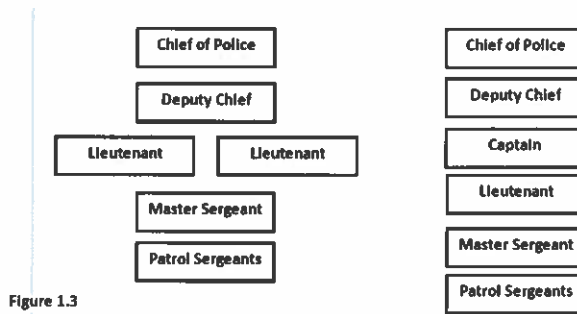 Chief of Police
Deputy Chief
Lieutenant Lieutenant
Master Sergeant
Patrol Sergeants
Chief of Police
Deputy Chief
Captain
Lieutenant
Master Sergeant
Patrol Sergeants
Figure 1.3